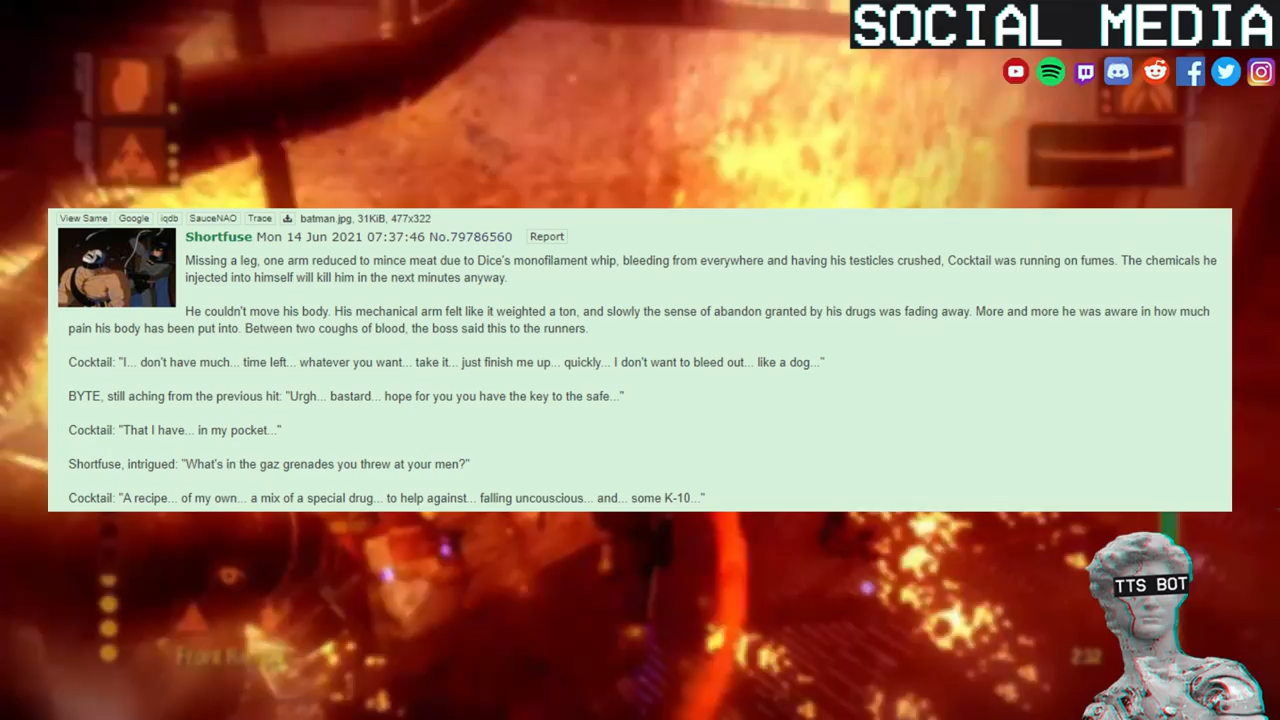 SOCIAL MEDIA
View Same Google iqdb SauceNAO Trace batman.jpg, 31KiB, 477x322
Shortfuse Mon 14 Jun 2021 07:37:46 No.79786560 Report
Missing a leg, one arm reduced to mince meat due to Dice's monofilament whip, bleeding from everywhere and having his testicles crushed, Cocktail was running on fumes. The chemicals he
injected into himself will kill him in the next minutes anyway.
He couldn't move his body. His mechanical arm felt like it weighted a ton, and slowly the sense of abandon granted by his drugs was fading away. More and more he was aware in how much
pain his body has been put into. Between two coughs of blood, the boss said this to the runners.
Cocktail: "I... don't have much... time left... whatever you want... take it... just finish me up... quickly... I don't want to bleed out... like a dog..."
BYTE, still aching from the previous hit: "Urgh... bastard... hope for you you have the key to the safe..."
Cocktail: "That I have... in my pocket..."
Shortfuse, intrigued: "What's in the gaz grenades you threw at your men?"
Cocktail: "A recipe... of my own... a mix of a special drug... to help against... falling uncouscious... and... some K-10..."
TTS BOT
2:32